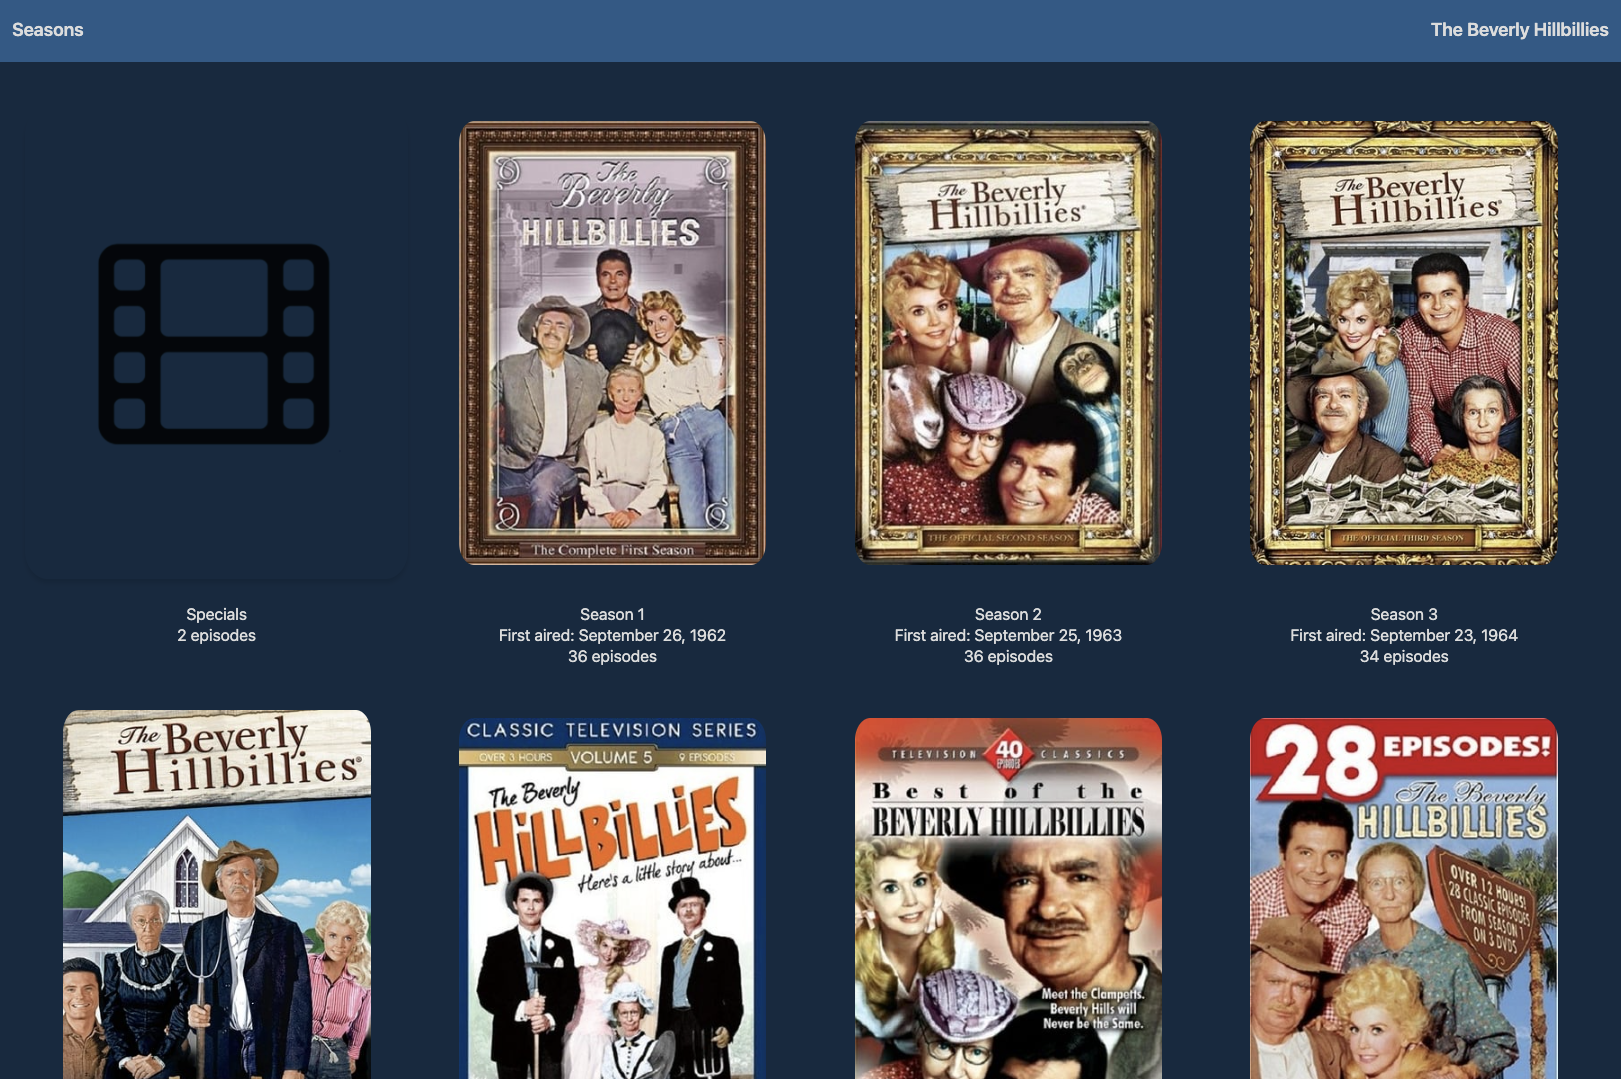 Seasons
The Beverly Hillbillies
The
Beverly
HILLBILLIES
The Complete First Season
The Beverly
Hillbillies®
THE OFFICIAL SECOND SEASON
The Beverly
Hillbillies®
THE OFFICIAL THIRD SEASON
Specials
2 episodes
Season 1
First aired: September 26, 1962
36 episodes
Season 2
First aired: September 25, 1963
36 episodes
Season 3
First aired: September 23, 1964
34 episodes
The Beverly
Hillbillies®
CLASSIC TELEVISION SERIES
OVER 3 HOURS VOLUME 5 9 EPISODES
The Beverly
HILLBILLIES
Here's a little story about...
TELEVISION 40 EPISODES CLASSICS
Best of the
BEVERLY HILLBILLIES
Meet the Clampetts.
Beverly Hills will
Never be the Same.
28 EPISODES!
The Beverly
HILLBILLIES
OVER 12 HOURS!
28 CLASSIC EPISODES
FROM SEASON 1
ON 3 DVDS